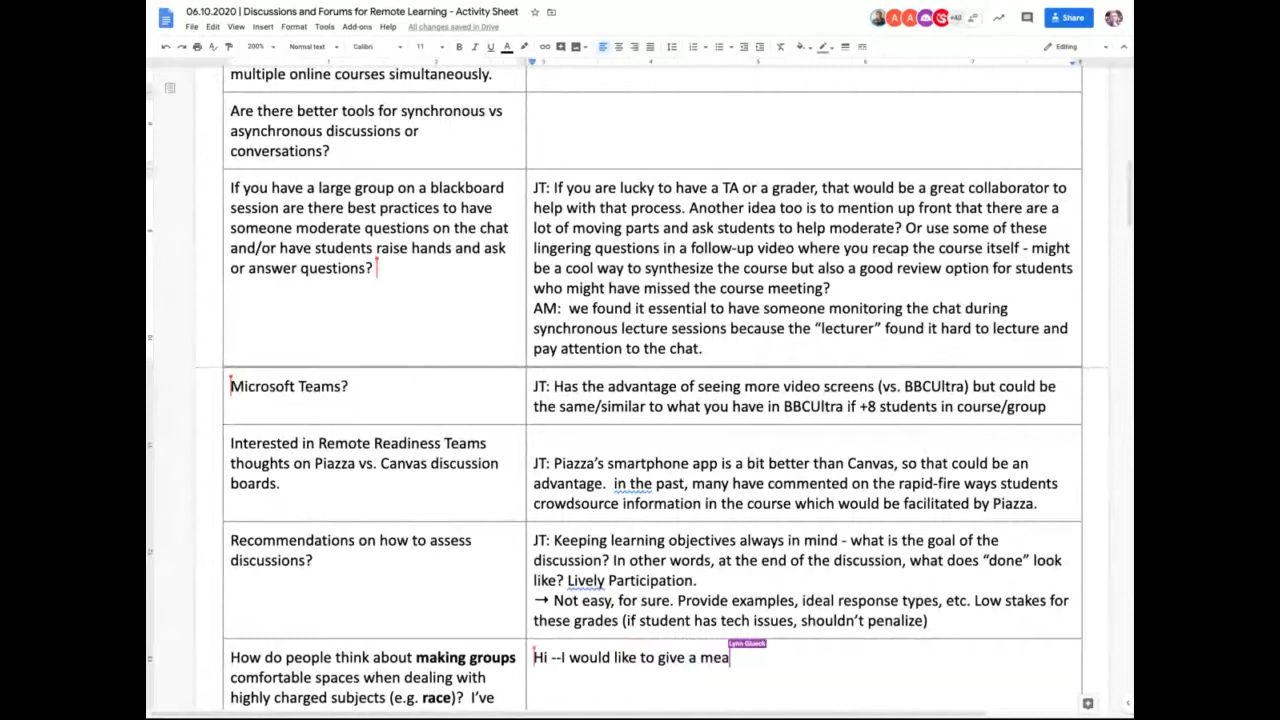 06.10.2020 | Discussions and Forums for Remote Learning - Activity Sheet
File Edit View Insert Format Tools Add-ons Help All changes saved in Drive
Share
200% Normal text Calibri 11 B I U A Editing
multiple online courses simultaneously.
Are there better tools for synchronous vs
asynchronous discussions or
conversations?
If you have a large group on a blackboard
session are there best practices to have
someone moderate questions on the chat
and/or have students raise hands and ask
or answer questions?
JT: If you are lucky to have a TA or a grader, that would be a great collaborator to
help with that process. Another idea too is to mention up front that there are a
lot of moving parts and ask students to help moderate? Or use some of these
lingering questions in a follow-up video where you recap the course itself - might
be a cool way to synthesize the course but also a good review option for students
who might have missed the course meeting?
AM: we found it essential to have someone monitoring the chat during
synchronous lecture sessions because the “lecturer” found it hard to lecture and
pay attention to the chat.
Microsoft Teams?
JT: Has the advantage of seeing more video screens (vs. BBCUltra) but could be
the same/similar to what you have in BBCUltra if +8 students in course/group
Interested in Remote Readiness Teams
thoughts on Piazza vs. Canvas discussion
boards.
JT: Piazza’s smartphone app is a bit better than Canvas, so that could be an
advantage. in the past, many have commented on the rapid-fire ways students
crowdsource information in the course which would be facilitated by Piazza.
Recommendations on how to assess
discussions?
JT: Keeping learning objectives always in mind - what is the goal of the
discussion? In other words, at the end of the discussion, what does “done” look
like? Lively Participation.
→ Not easy, for sure. Provide examples, ideal response types, etc. Low stakes for
these grades (if student has tech issues, shouldn’t penalize)
How do people think about making groups
comfortable spaces when dealing with
highly charged subjects (e.g. race)? I’ve
Lynn Glueck
Hi --I would like to give a mea